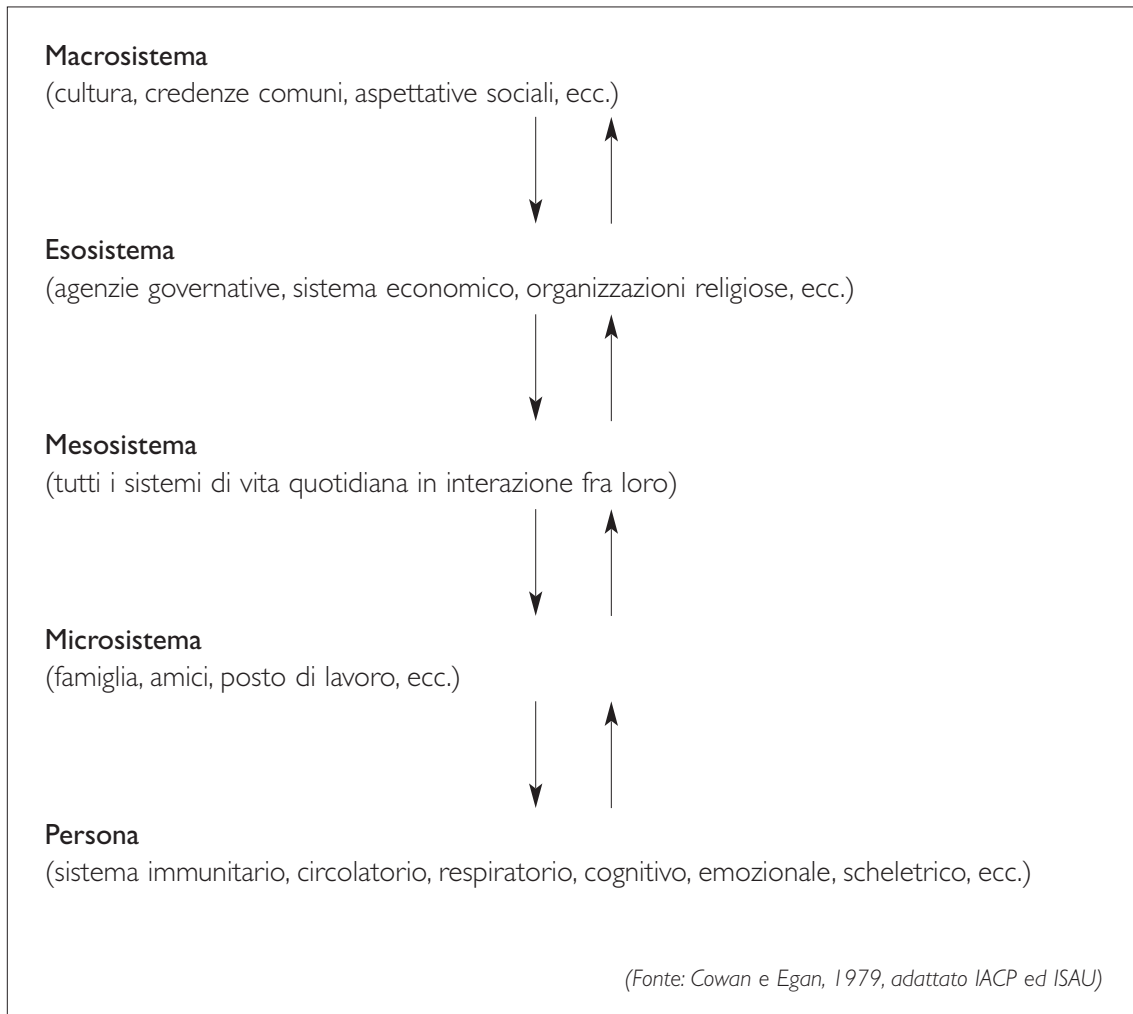 Macrosistema
(cultura, credenze comuni, aspettative sociali, ecc.)
Esosistema
(agenzie governative, sistema economico, organizzazioni religiose, ecc.)
Mesosistema
(tutti i sistemi di vita quotidiana in interazione fra loro)
Microsistema
(famiglia, amici, posto di lavoro, ecc.)
Persona
(sistema immunitario, circolatorio, respiratorio, cognitivo, emozionale, scheletrico, ecc.)
(Fonte: Cowan e Egan, 1979, adattato IACP ed ISAU)